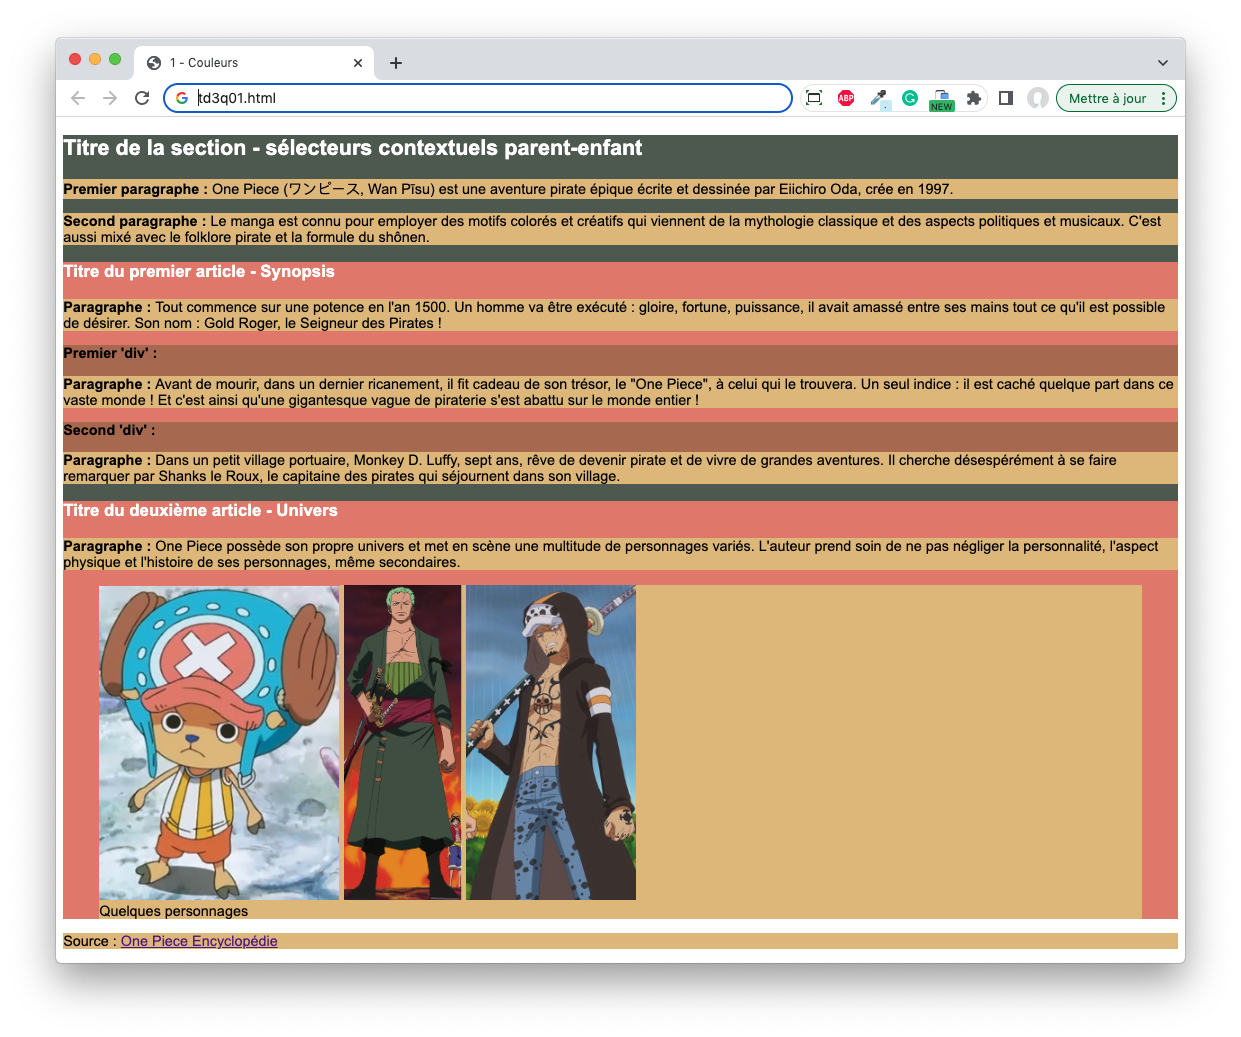 1 - Couleurs
td3q01.html
ABP
NEW
Mettre à jour
Titre de la section - sélecteurs contextuels parent-enfant
Premier paragraphe : One Piece (ワンピース, Wan Pīsu) est une aventure pirate épique écrite et dessinée par Eiichiro Oda, crée en 1997.
Second paragraphe : Le manga est connu pour employer des motifs colorés et créatifs qui viennent de la mythologie classique et des aspects politiques et musicaux. C'est
aussi mixé avec le folklore pirate et la formule du shônen.
Titre du premier article - Synopsis
Paragraphe : Tout commence sur une potence en l'an 1500. Un homme va être exécuté : gloire, fortune, puissance, il avait amassé entre ses mains tout ce qu'il est possible
de désirer. Son nom : Gold Roger, le Seigneur des Pirates !
Premier 'div' :
Paragraphe : Avant de mourir, dans un dernier ricanement, il fit cadeau de son trésor, le "One Piece", à celui qui le trouvera. Un seul indice : il est caché quelque part dans ce
vaste monde ! Et c'est ainsi qu'une gigantesque vague de piraterie s'est abattu sur le monde entier !
Second 'div' :
Paragraphe : Dans un petit village portuaire, Monkey D. Luffy, sept ans, rêve de devenir pirate et de vivre de grandes aventures. Il cherche désespérément à se faire
remarquer par Shanks le Roux, le capitaine des pirates qui séjournent dans son village.
Titre du deuxième article - Univers
Paragraphe : One Piece possède son propre univers et met en scène une multitude de personnages variés. L'auteur prend soin de ne pas négliger la personnalité, l'aspect
physique et l'histoire de ses personnages, même secondaires.
Quelques personnages
Source : One Piece Encyclopédie